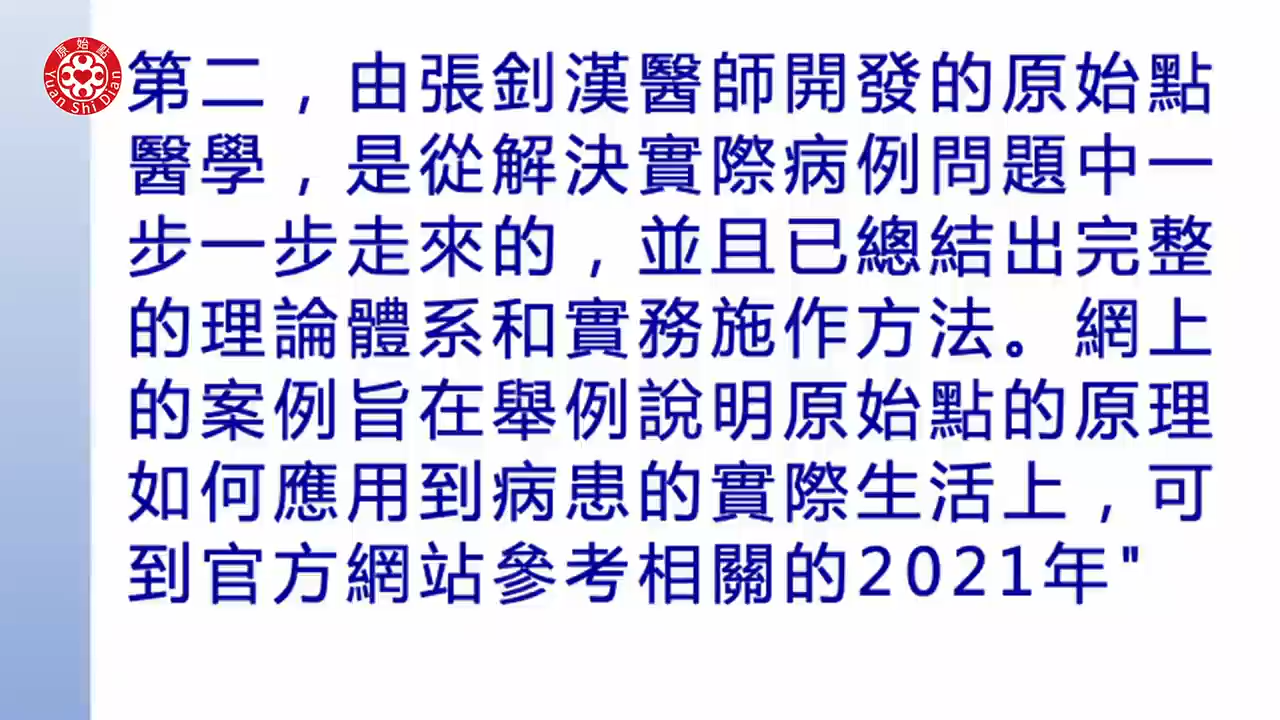 原始點
Yuan Shi Dian
第二，由張釗漢醫師開發的原始點
醫學，是從解決實際病例問題中一
步一步走來的，並且已總結出完整
的理論體系和實務施作方法。網上
的案例旨在舉例說明原始點的原理
如何應用到病患的實際生活上，可
到官方網站參考相關的2021年"